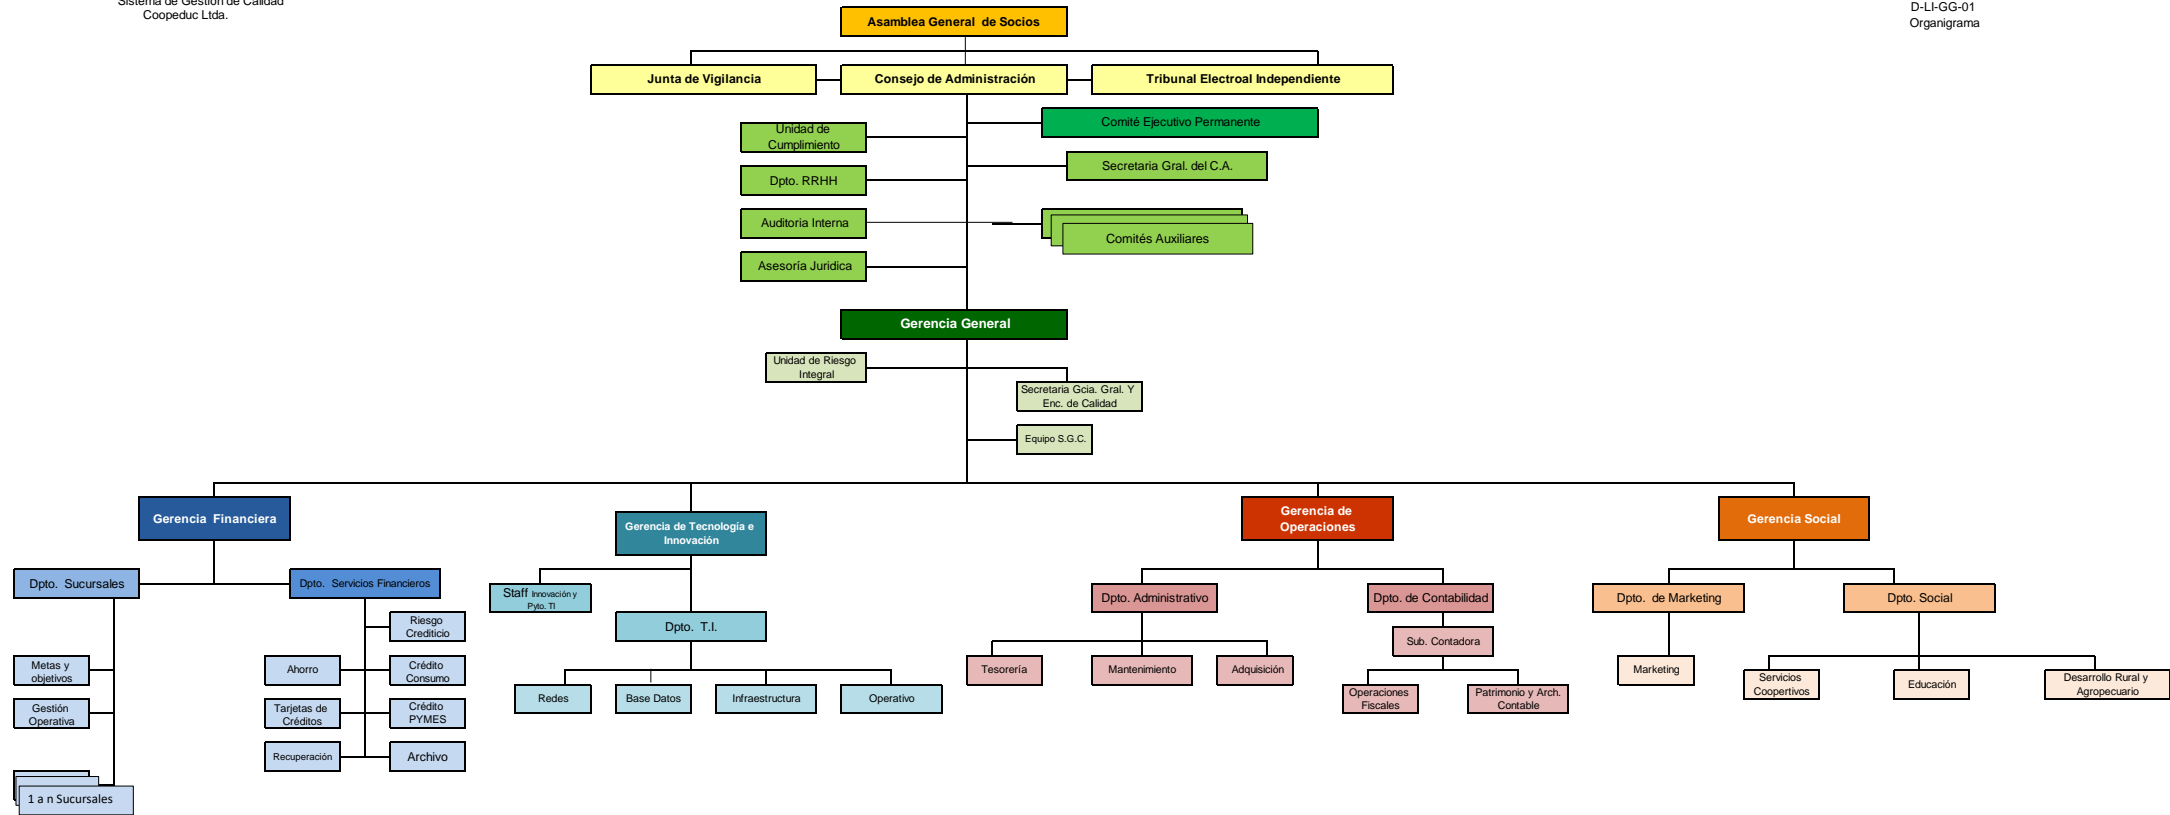 Sistema de Gestión de Calidad
Coopeduc Ltda.
D-LI-GG-01
Organigrama
Asamblea General de Socios
Junta de Vigilancia
Consejo de Administración
Tribunal Electroal Independiente
Comité Ejecutivo Permanente
Unidad de
Cumplimiento
Secretaria Gral. del C.A.
Dpto. RRHH
Auditoria Interna
Comités Auxiliares
Asesoría Juridica
Gerencia General
Unidad de Riesgo
Integral
Secretaria Gcia. Gral. Y
Enc. de Calidad
Equipo S.G.C.
Gerencia Financiera
Gerencia de Tecnología e
Innovación
Gerencia de
Operaciones
Gerencia Social
Dpto. Sucursales
Dpto. Servicios Financieros
Staff Innovación y
Pyto. TI
Dpto. T.I.
Dpto. Administrativo
Dpto. de Contabilidad
Dpto. de Marketing
Dpto. Social
Riesgo
Crediticio
Sub. Contadora
Metas y
objetivos
Ahorro
Crédito
Consumo
Tesorería
Mantenimiento
Adquisición
Marketing
Servicios
Coopertivos
Educación
Desarrollo Rural y
Agropecuario
Redes
Base Datos
Infraestructura
Operativo
Operaciones
Fiscales
Patrimonio y Arch.
Contable
Gestión
Operativa
Tarjetas de
Créditos
Crédito
PYMES
Recuperación
Archivo
1 a n Sucursales